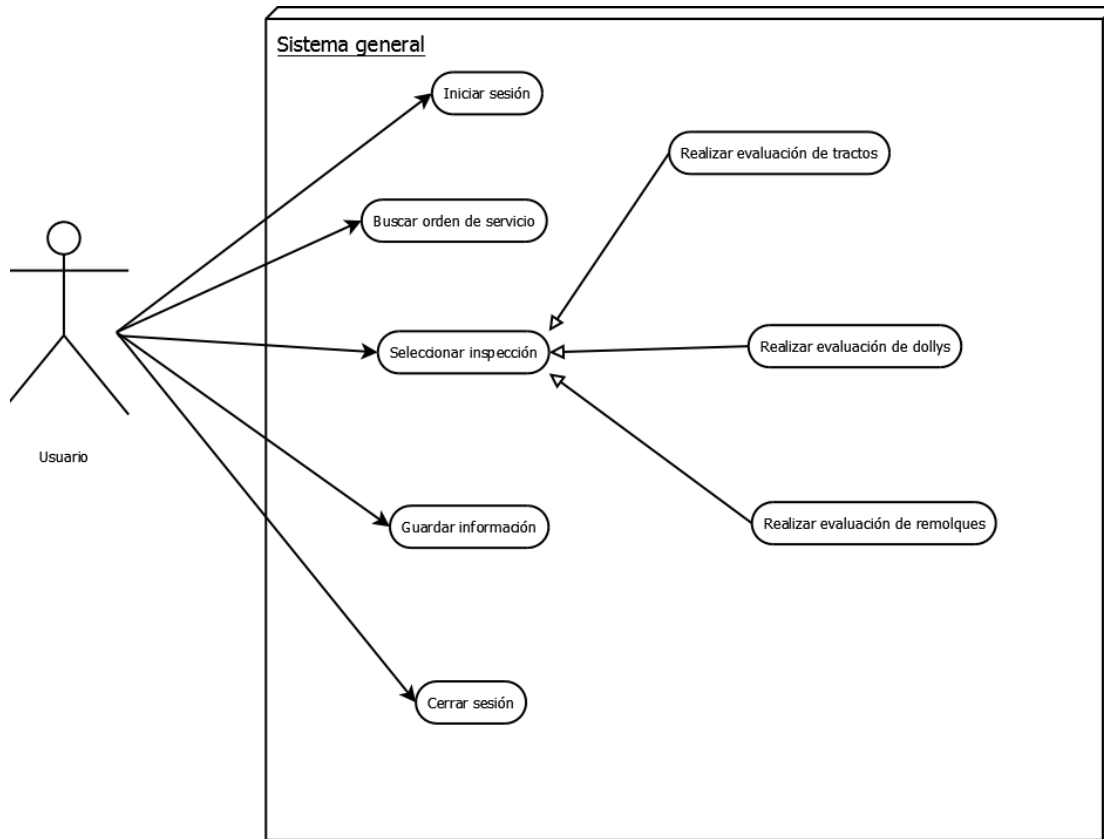 Sistema general
Iniciar sesión
Realizar evaluación de tractos
Buscar orden de servicio
Seleccionar inspección
Realizar evaluación de dollys
Usuario
Guardar información
Realizar evaluación de remolques
Cerrar sesión